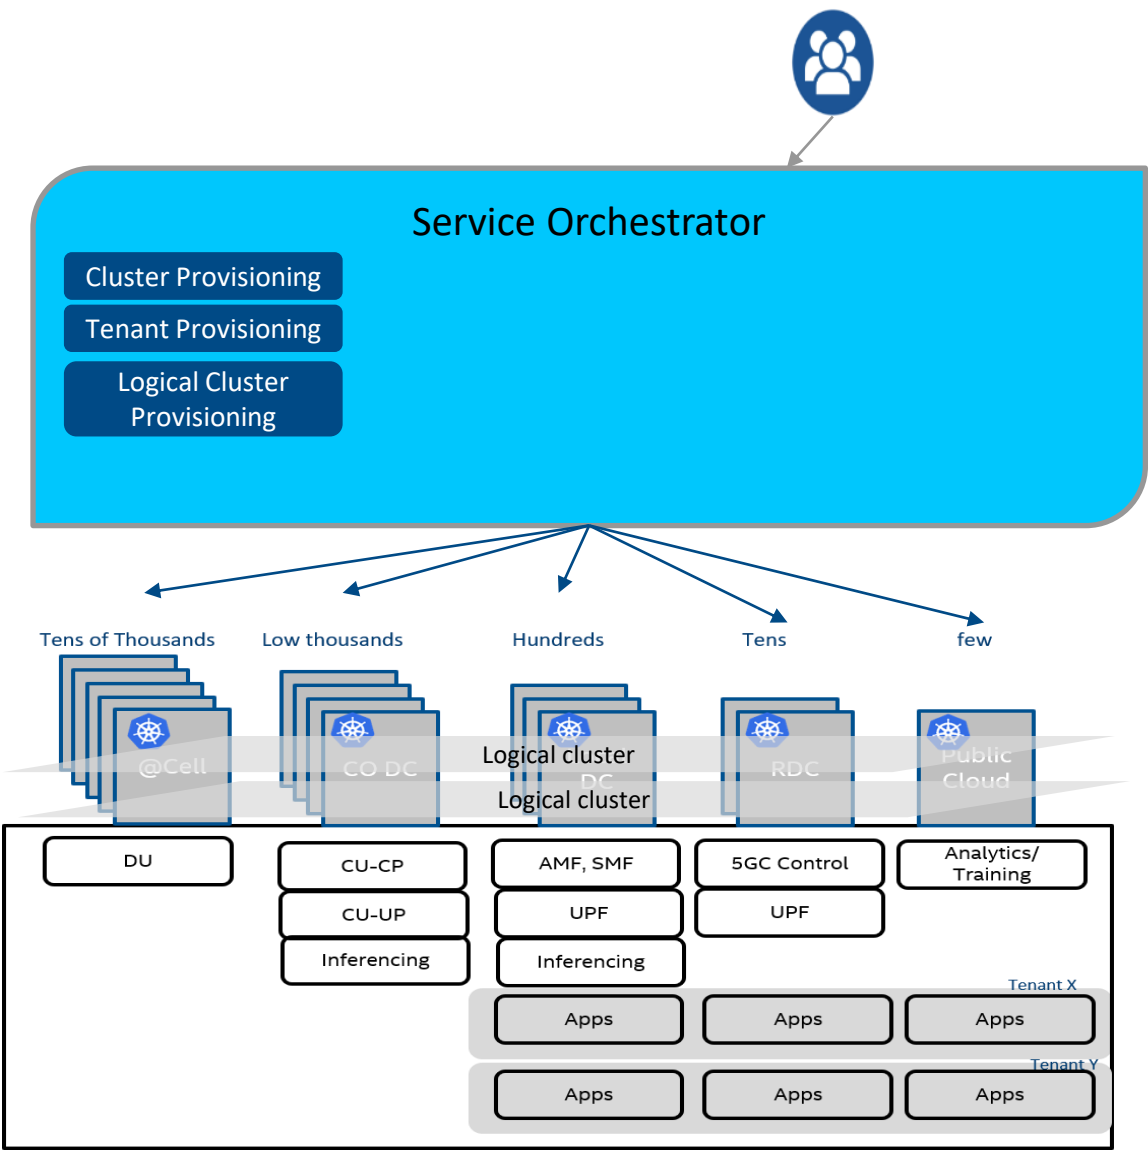 Service Orchestrator
Cluster Provisioning
Tenant Provisioning
Logical Cluster
Provisioning
Tens of Thousands
Low thousands
Hundreds
Tens
few
@Cell
CO DC
DC
RDC
Public
Cloud
Logical cluster
Logical cluster
DU
CU-CP
AMF, SMF
5GC Control
Analytics/
Training
CU-UP
UPF
UPF
Inferencing
Inferencing
Tenant X
Apps
Apps
Apps
Tenant Y
Apps
Apps
Apps